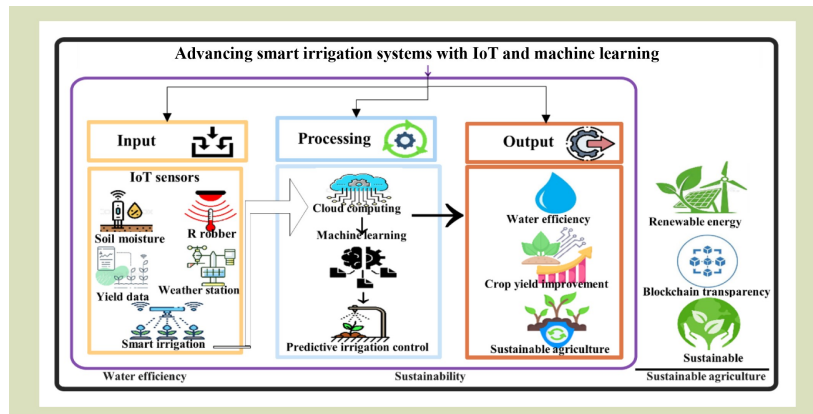 Advancing smart irrigation systems with IoT and machine learning
Input
Processing
Output
IoT sensors
Soil moisture
R robber
Yield data
Weather station
Smart irrigation
Cloud computing
Machine learning
Predictive irrigation control
Water efficiency
Crop yield improvement
Sustainable agriculture
Renewable energy
Blockchain transparency
Sustainable
Water efficiency
Sustainability
Sustainable agriculture